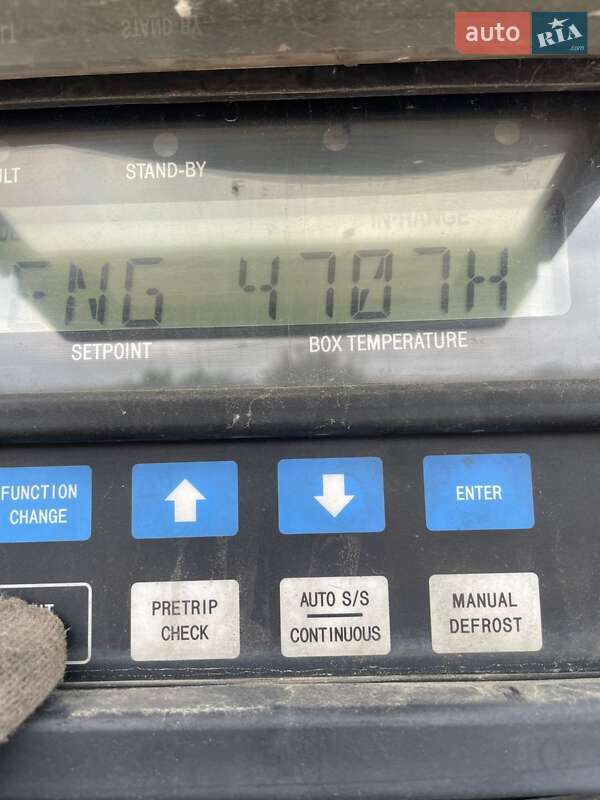 auto RIA .com
STAND-BY
IN-RANGE
ENG 4707H
SETPOINT
BOX TEMPERATURE
FUNCTION
CHANGE
ENTER
PRETRIP
CHECK
AUTO S/S
CONTINUOUS
MANUAL
DEFROST